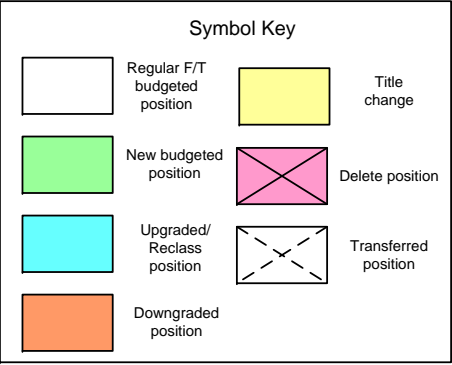 Symbol Key
Regular F/T
budgeted
position
New budgeted
position
Upgraded/
Reclass
position
Downgraded
position
Title
change
Delete position
Transferred
position